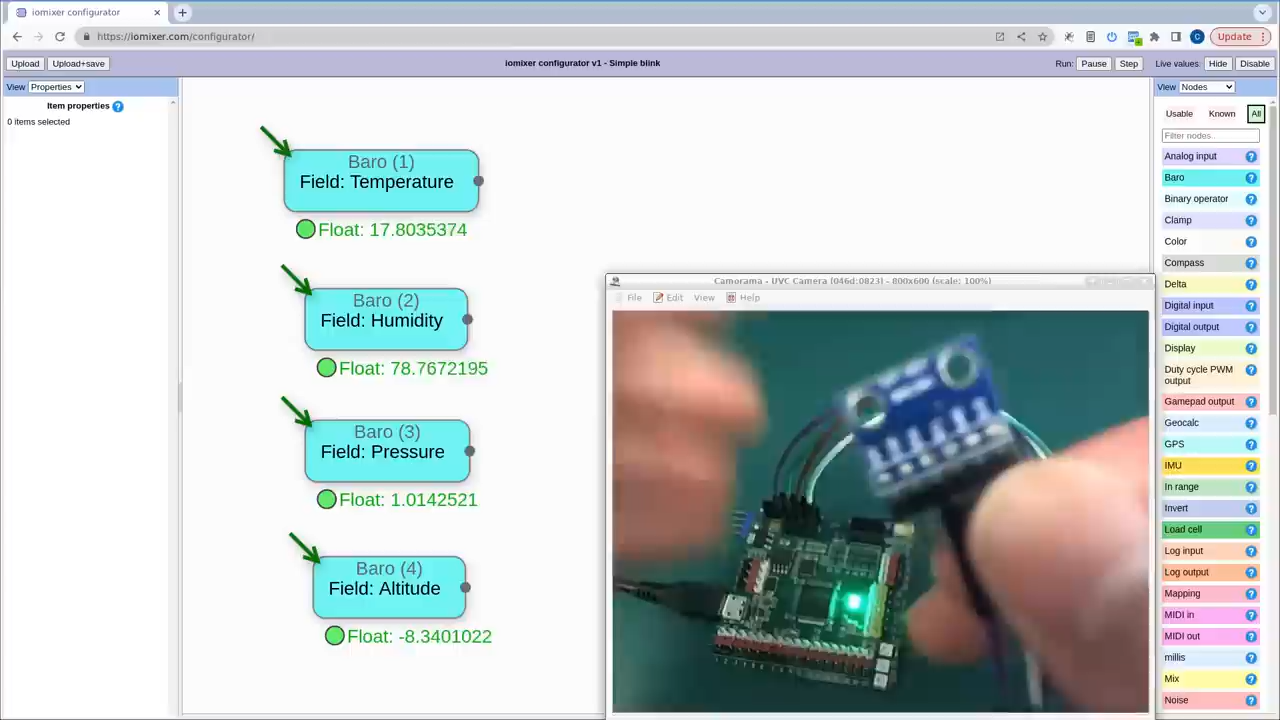 iomixer configurator
https://iomixer.com/configurator/
C
Update
Upload
Upload+save
iomixer configurator v1 - Simple blink
Run:
Pause
Step
Live values:
Hide
Disable
View
Properties
Item properties
?
0 items selected
Baro (1)
Field: Temperature
Float: 17.8035374
Baro (2)
Field: Humidity
Float: 78.7672195
Baro (3)
Field: Pressure
Float: 1.0142521
Baro (4)
Field: Altitude
Float: -8.3401022
Camorama - UVC Camera (046d:0823) - 800x600 (scale: 100%)
File
Edit
View
Help
View
Nodes
Usable
Known
All
Filter nodes..
Analog input ?
Baro ?
Binary operator ?
Clamp ?
Color ?
Compass ?
Delta ?
Digital input ?
Digital output ?
Display ?
Duty cycle PWM
output ?
Gamepad output ?
Geocalc ?
GPS ?
IMU ?
In range ?
Invert ?
Load cell ?
Log input ?
Log output ?
Mapping ?
MIDI in ?
MIDI out ?
millis ?
Mix ?
Noise ?